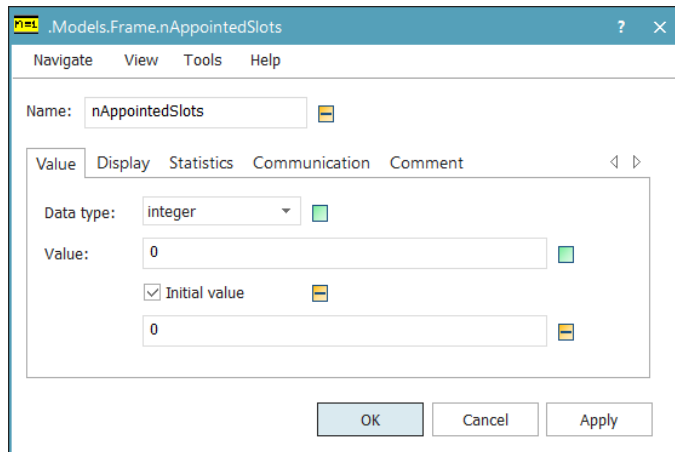 n=1 .Models.Frame.nAppointedSlots ? ×
Navigate View Tools Help
Name: nAppointedSlots
Value Display Statistics Communication Comment
Data type: integer
Value: 0
Initial value
0
OK Cancel Apply